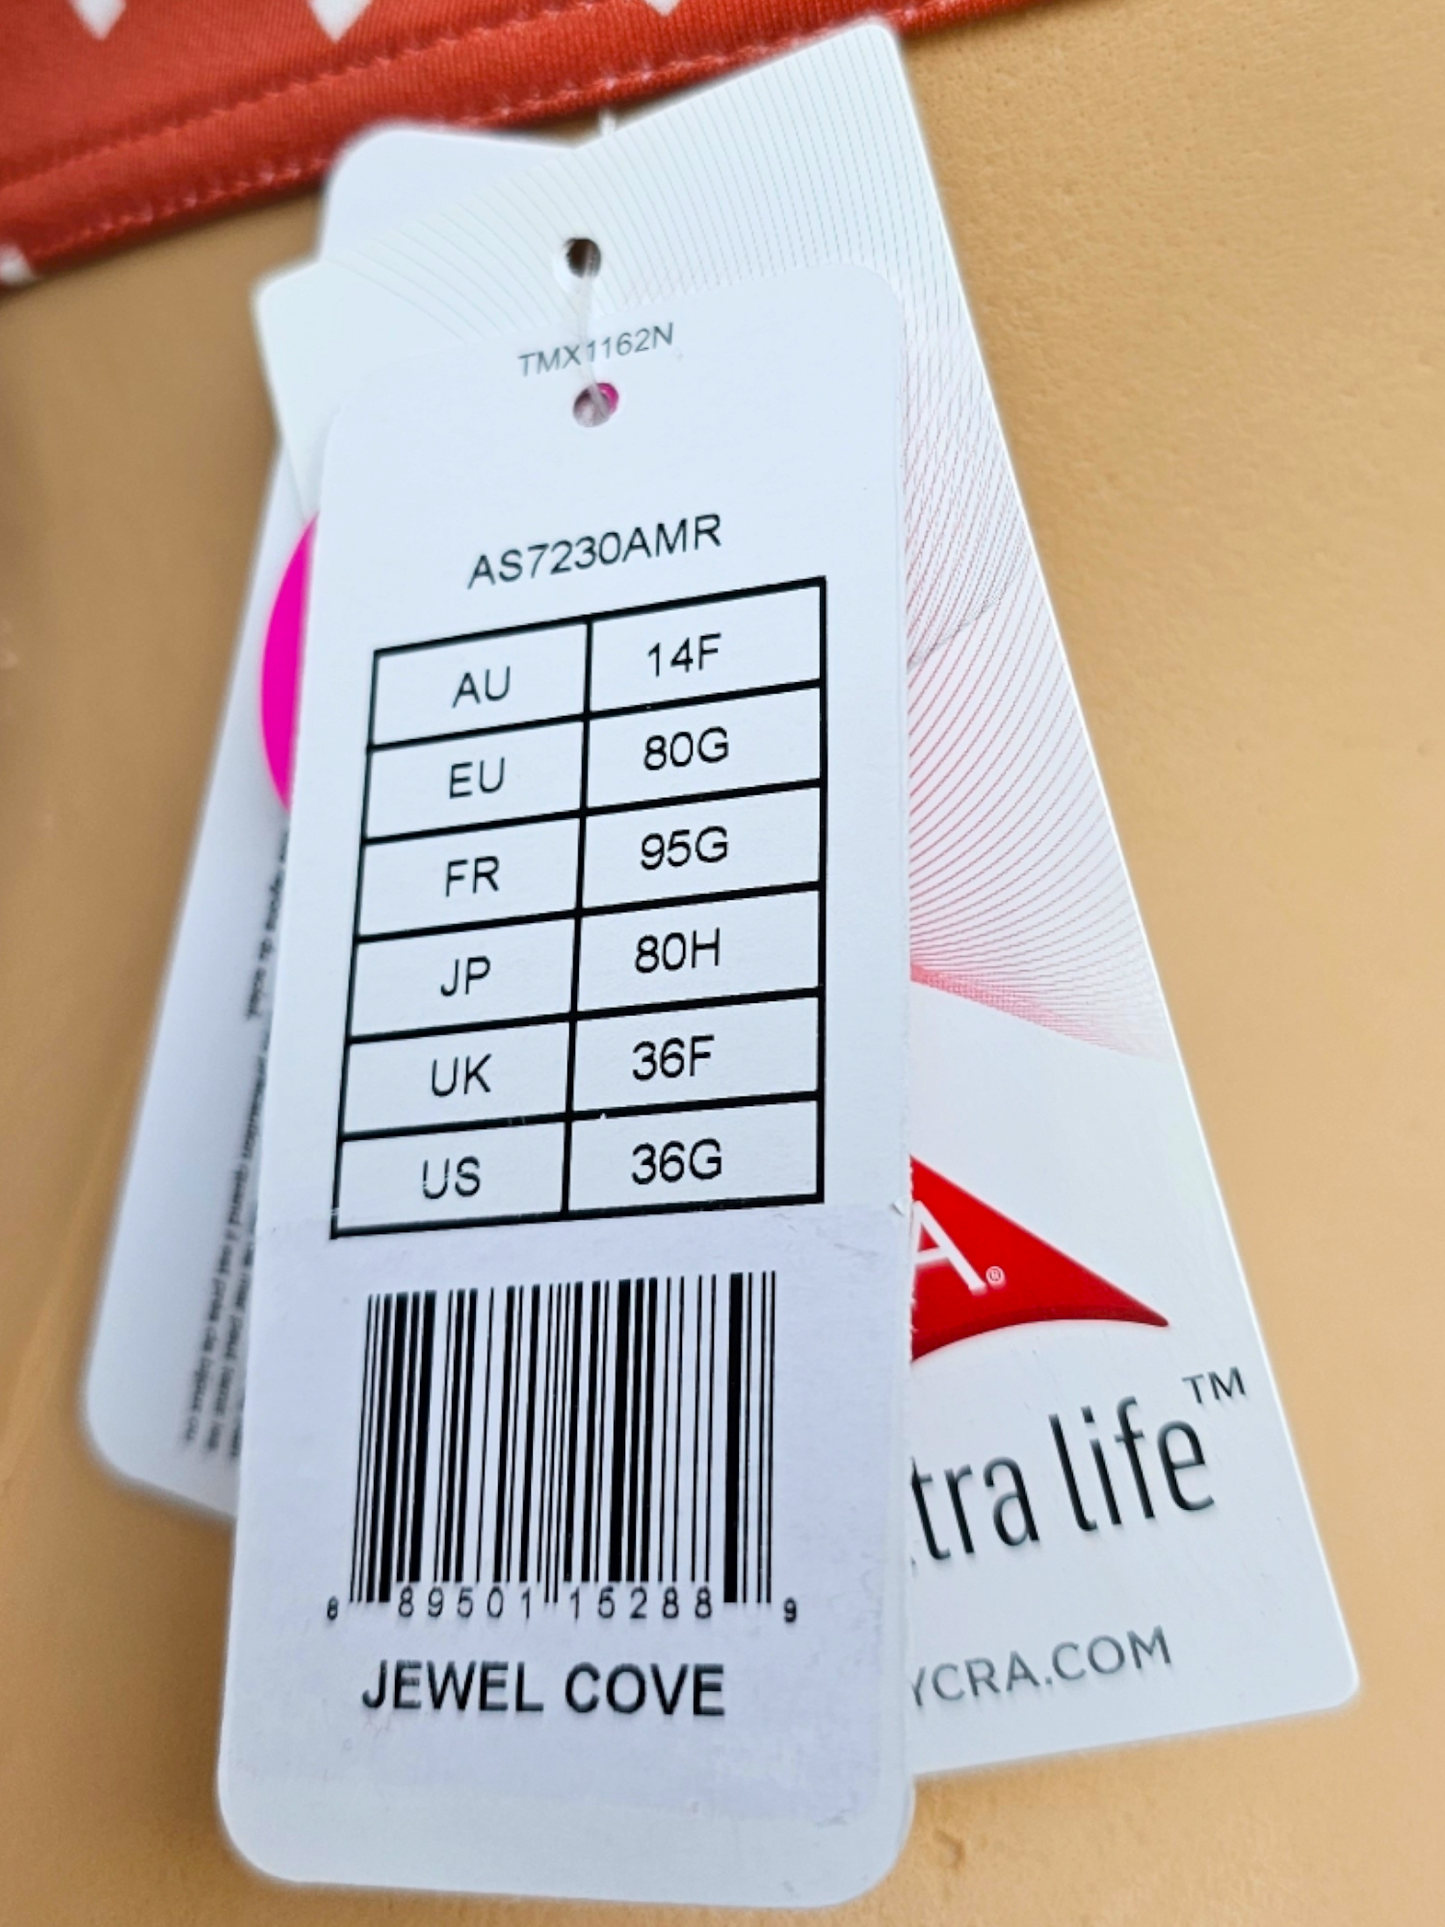 TMX1162N
AS7230AMR
AU 14F
EU 80G
FR 95G
JP 80H
UK 36F
US 36G
8 89501 15288 9
JEWEL COVE
A®
tra life™
YCRA.COM